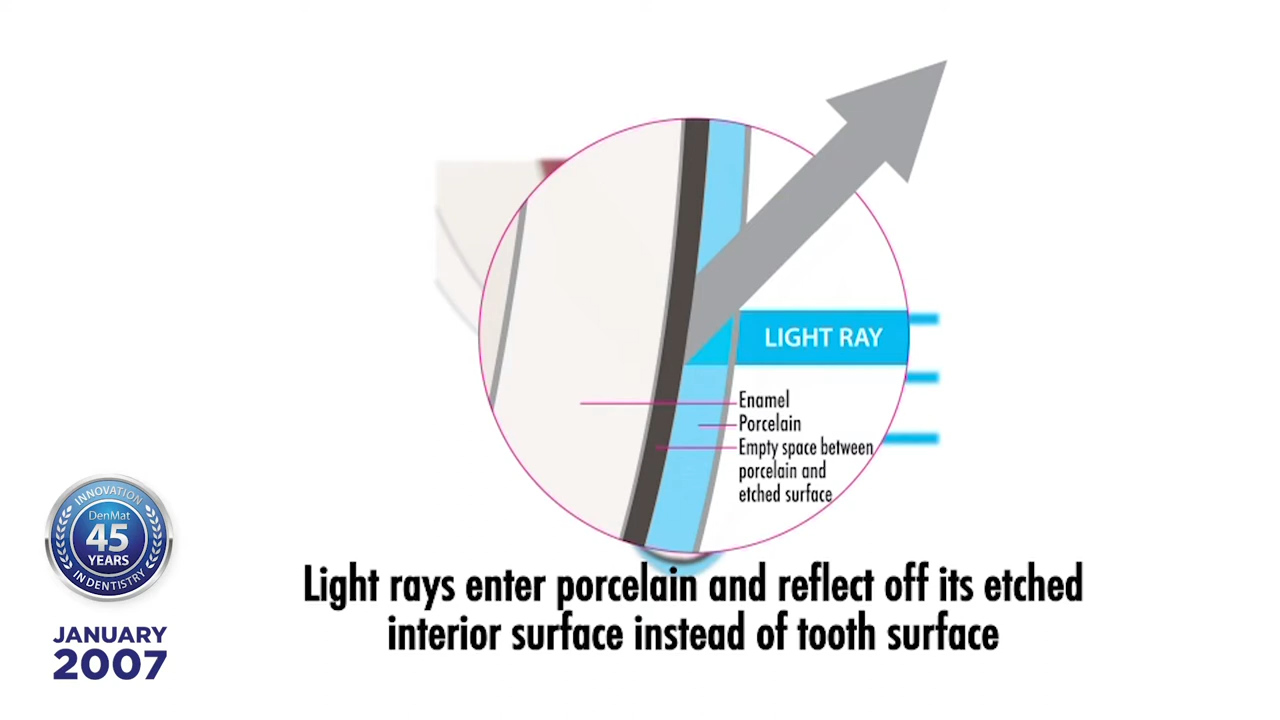 LIGHT RAY
Enamel
Porcelain
Empty space between
porcelain and
etched surface
INNOVATION
DenMat
45
YEARS
IN DENTISTRY
Light rays enter porcelain and reflect off its etched
interior surface instead of tooth surface
JANUARY
2007